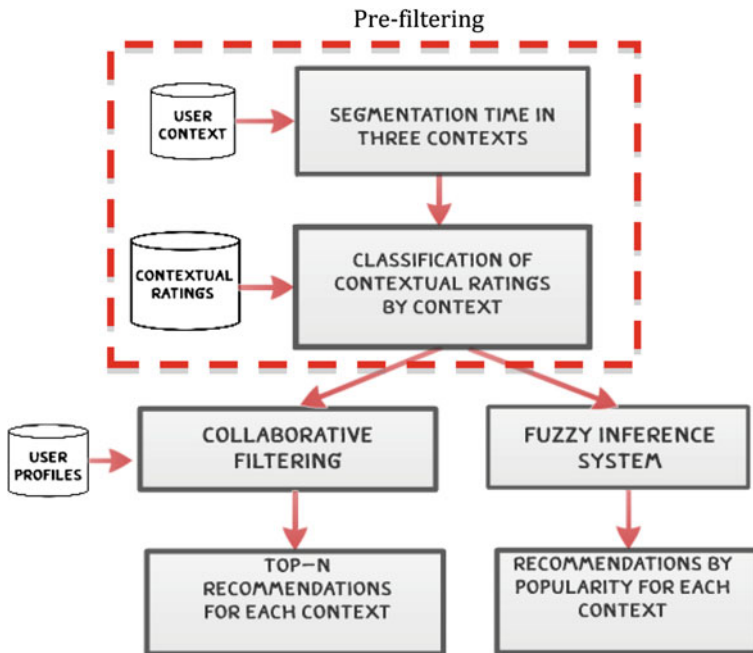 Pre-filtering
USER
CONTEXT
SEGMENTATION TIME IN
THREE CONTEXTS
CONTEXTUAL
RATINGS
CLASSIFICATION OF
CONTEXTUAL RATINGS
BY CONTEXT
USER
PROFILES
COLLABORATIVE
FILTERING
FUZZY INFERENCE
SYSTEM
TOP-N
RECOMMENDATIONS
FOR EACH CONTEXT
RECOMMENDATIONS BY
POPULARITY FOR EACH
CONTEXT